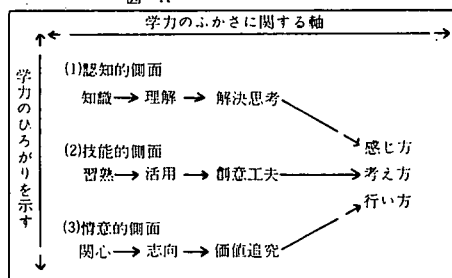 学力のふかさに関する軸
学力のひろがりを示す
(1)認知的側面
知識→理解→解決思考
(2)技能的側面
習熟→活用→創意工夫
(3)情意的側面
関心→志向→価値追究
感じ方
考え方
行い方